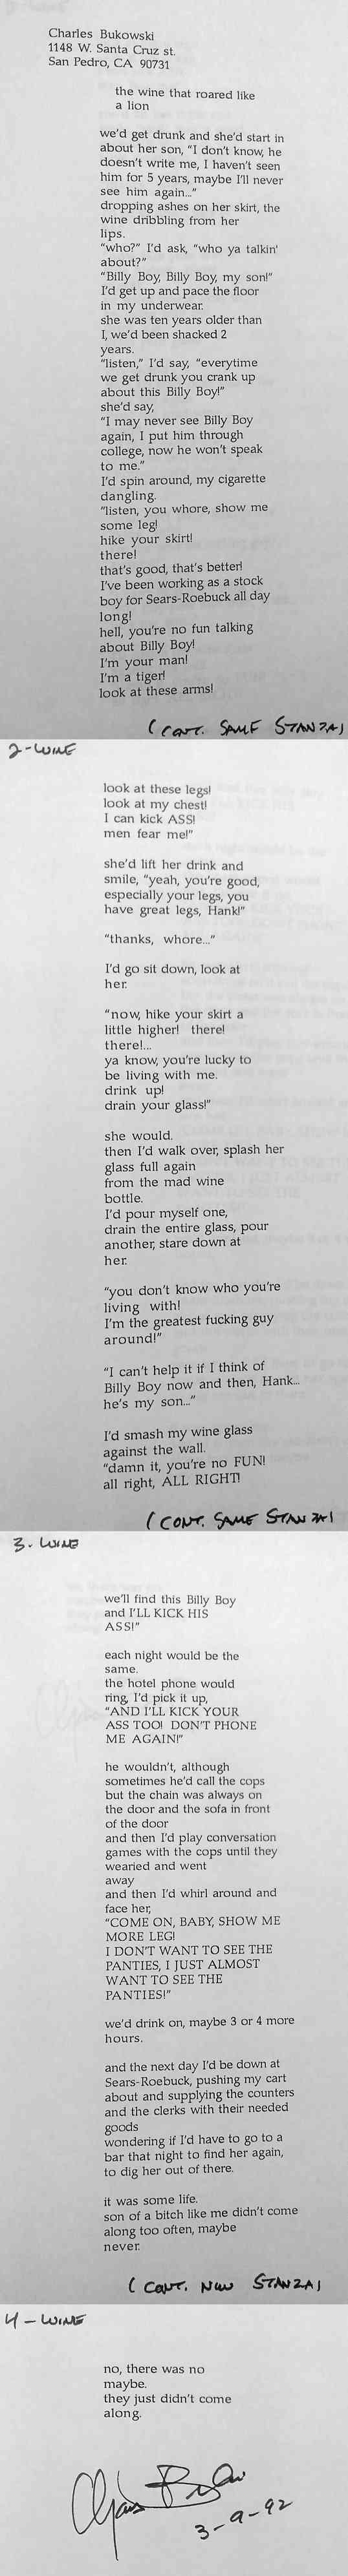 Charles Bukowski
1148 W. Santa Cruz st.
San Pedro, CA 90731
the wine that roared like
a lion
we'd get drunk and she'd start in
about her son, "I don't know, he
doesn't write me, I haven't seen
him for 5 years, maybe I'll never
see him again..."
dropping ashes on her skirt, the
wine dribbling from her
lips.
"who?" I'd ask, "who ya talkin'
about?"
"Billy Boy, Billy Boy, my son!"
I'd get up and pace the floor
in my underwear.
she was ten years older than
I, we'd been shacked 2
years.
"listen," I'd say, "everytime
we get drunk you crank up
about this Billy Boy!"
she'd say,
"I may never see Billy Boy
again, I put him through
college, now he won't speak
to me."
I'd spin around, my cigarette
dangling.
"listen, you whore, show me
some leg!
hike your skirt!
there!
that's good, that's better!
I've been working as a stock
boy for Sears-Roebuck all day
long!
hell, you're no fun talking
about Billy Boy!
I'm your man!
I'm a tiger!
look at these arms!
(CONT. SAME STANZA)
2-WINE
look at these legs!
look at my chest!
I can kick ASS!
men fear me!"
she'd lift her drink and
smile, "yeah, you're good,
especially your legs, you
have great legs, Hank!"
"thanks, whore..."
I'd go sit down, look at
her.
"now, hike your skirt a
little higher! there!
there!...
ya know, you're lucky to
be living with me.
drink up!
drain your glass!"
she would.
then I'd walk over, splash her
glass full again
from the mad wine
bottle.
I'd pour myself one,
drain the entire glass, pour
another, stare down at
her.
"you don't know who you're
living with!
I'm the greatest fucking guy
around!"
"I can't help it if I think of
Billy Boy now and then, Hank...
he's my son..."
I'd smash my wine glass
against the wall.
"damn it, you're no FUN!
all right, ALL RIGHT!
(CONT. SAME STANZA)
3. WINE
we'll find this Billy Boy
and I'LL KICK HIS
ASS!"
each night would be the
same.
the hotel phone would
ring, I'd pick it up,
"AND I'LL KICK YOUR
ASS TOO! DON'T PHONE
ME AGAIN!"
he wouldn't, although
sometimes he'd call the cops
but the chain was always on
the door and the sofa in front
of the door
and then I'd play conversation
games with the cops until they
wearied and went
away
and then I'd whirl around and
face her,
"COME ON, BABY, SHOW ME
MORE LEG!
I DON'T WANT TO SEE THE
PANTIES, I JUST ALMOST
WANT TO SEE THE
PANTIES!"
we'd drink on, maybe 3 or 4 more
hours.
and the next day I'd be down at
Sears-Roebuck, pushing my cart
about and supplying the counters
and the clerks with their needed
goods
wondering if I'd have to go to a
bar that night to find her again,
to dig her out of there.
it was some life.
son of a bitch like me didn't come
along too often, maybe
never.
(CONT. NEW STANZA)
4-WINE
no, there was no
maybe.
they just didn't come
along.
3-9-92